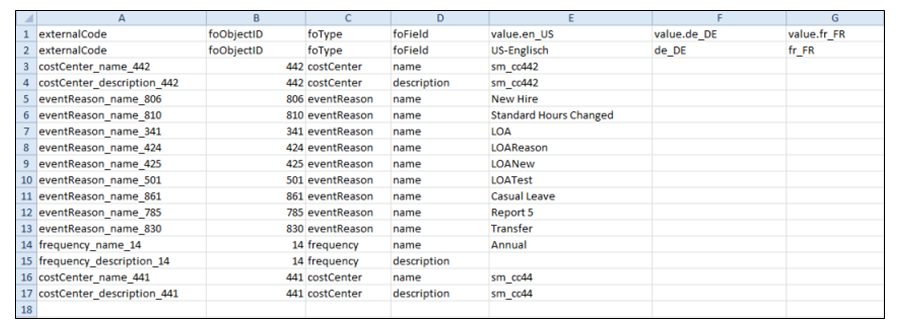 A B C D E F G
1 externalCode foObjectID foType foField value.en_US value.de_DE value.fr_FR
2 externalCode foObjectID foType foField US-Englisch de_DE fr_FR
3 costCenter_name_442 442 costCenter name sm_cc442
4 costCenter_description_442 442 costCenter description sm_cc442
5 eventReason_name_806 806 eventReason name New Hire
6 eventReason_name_810 810 eventReason name Standard Hours Changed
7 eventReason_name_341 341 eventReason name LOA
8 eventReason_name_424 424 eventReason name LOAReason
9 eventReason_name_425 425 eventReason name LOANew
10 eventReason_name_501 501 eventReason name LOATest
11 eventReason_name_861 861 eventReason name Casual Leave
12 eventReason_name_785 785 eventReason name Report 5
13 eventReason_name_830 830 eventReason name Transfer
14 frequency_name_14 14 frequency name Annual
15 frequency_description_14 14 frequency description
16 costCenter_name_441 441 costCenter name sm_cc44
17 costCenter_description_441 441 costCenter description sm_cc44
18